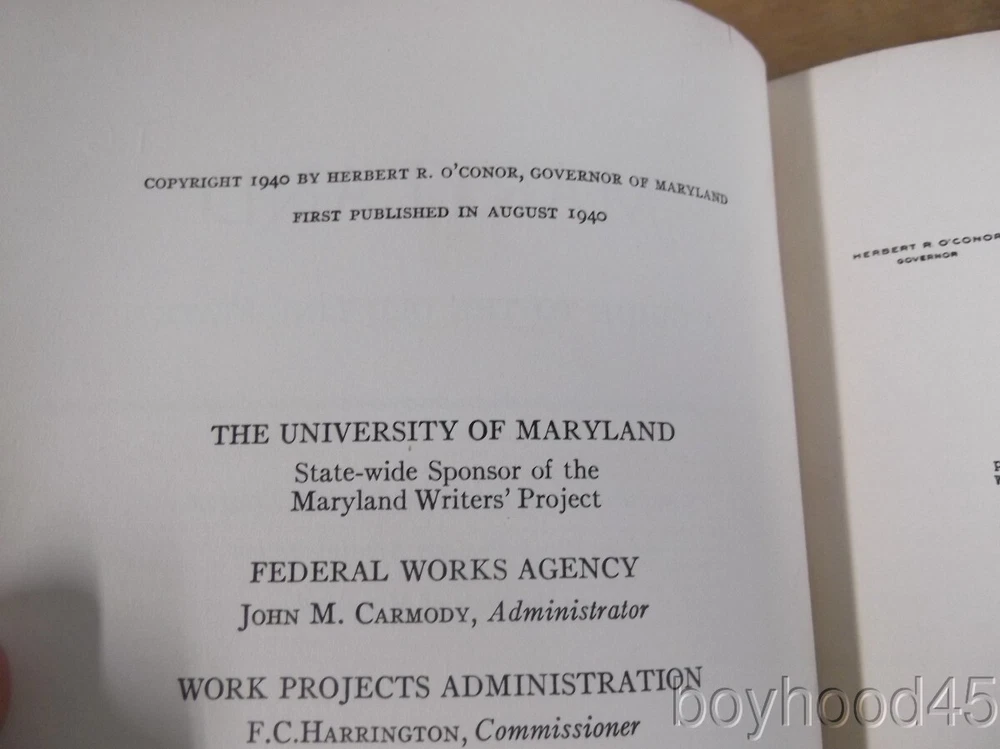 COPYRIGHT 1940 BY HERBERT R. O'CONOR, GOVERNOR OF MARYLAND
FIRST PUBLISHED IN AUGUST 1940
THE UNIVERSITY OF MARYLAND
State-wide Sponsor of the
Maryland Writers' Project
FEDERAL WORKS AGENCY
JOHN M. CARMODY, Administrator
WORK PROJECTS ADMINISTRATION
F.C.HARRINGTON, Commissioner
HERBERT R. O'CONOR
GOVERNOR
boyhood45